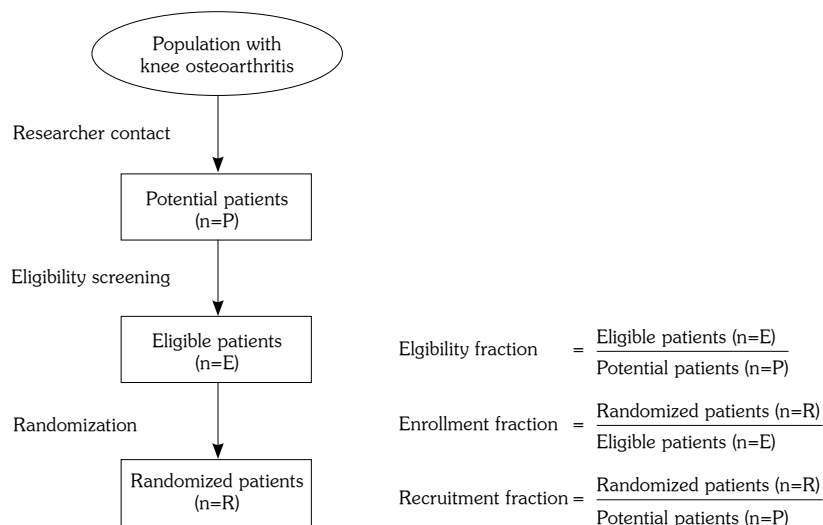 Population with
knee osteoarthritis
Researcher contact
Potential patients
(n=P)
Eligibility screening
Eligible patients
(n=E)
Randomization
Randomized patients
(n=R)
Elgibility fraction = Eligible patients (n=E)
Potential patients (n=P)
Enrollment fraction = Randomized patients (n=R)
Eligible patients (n=E)
Recruitment fraction = Randomized patients (n=R)
Potential patients (n=P)